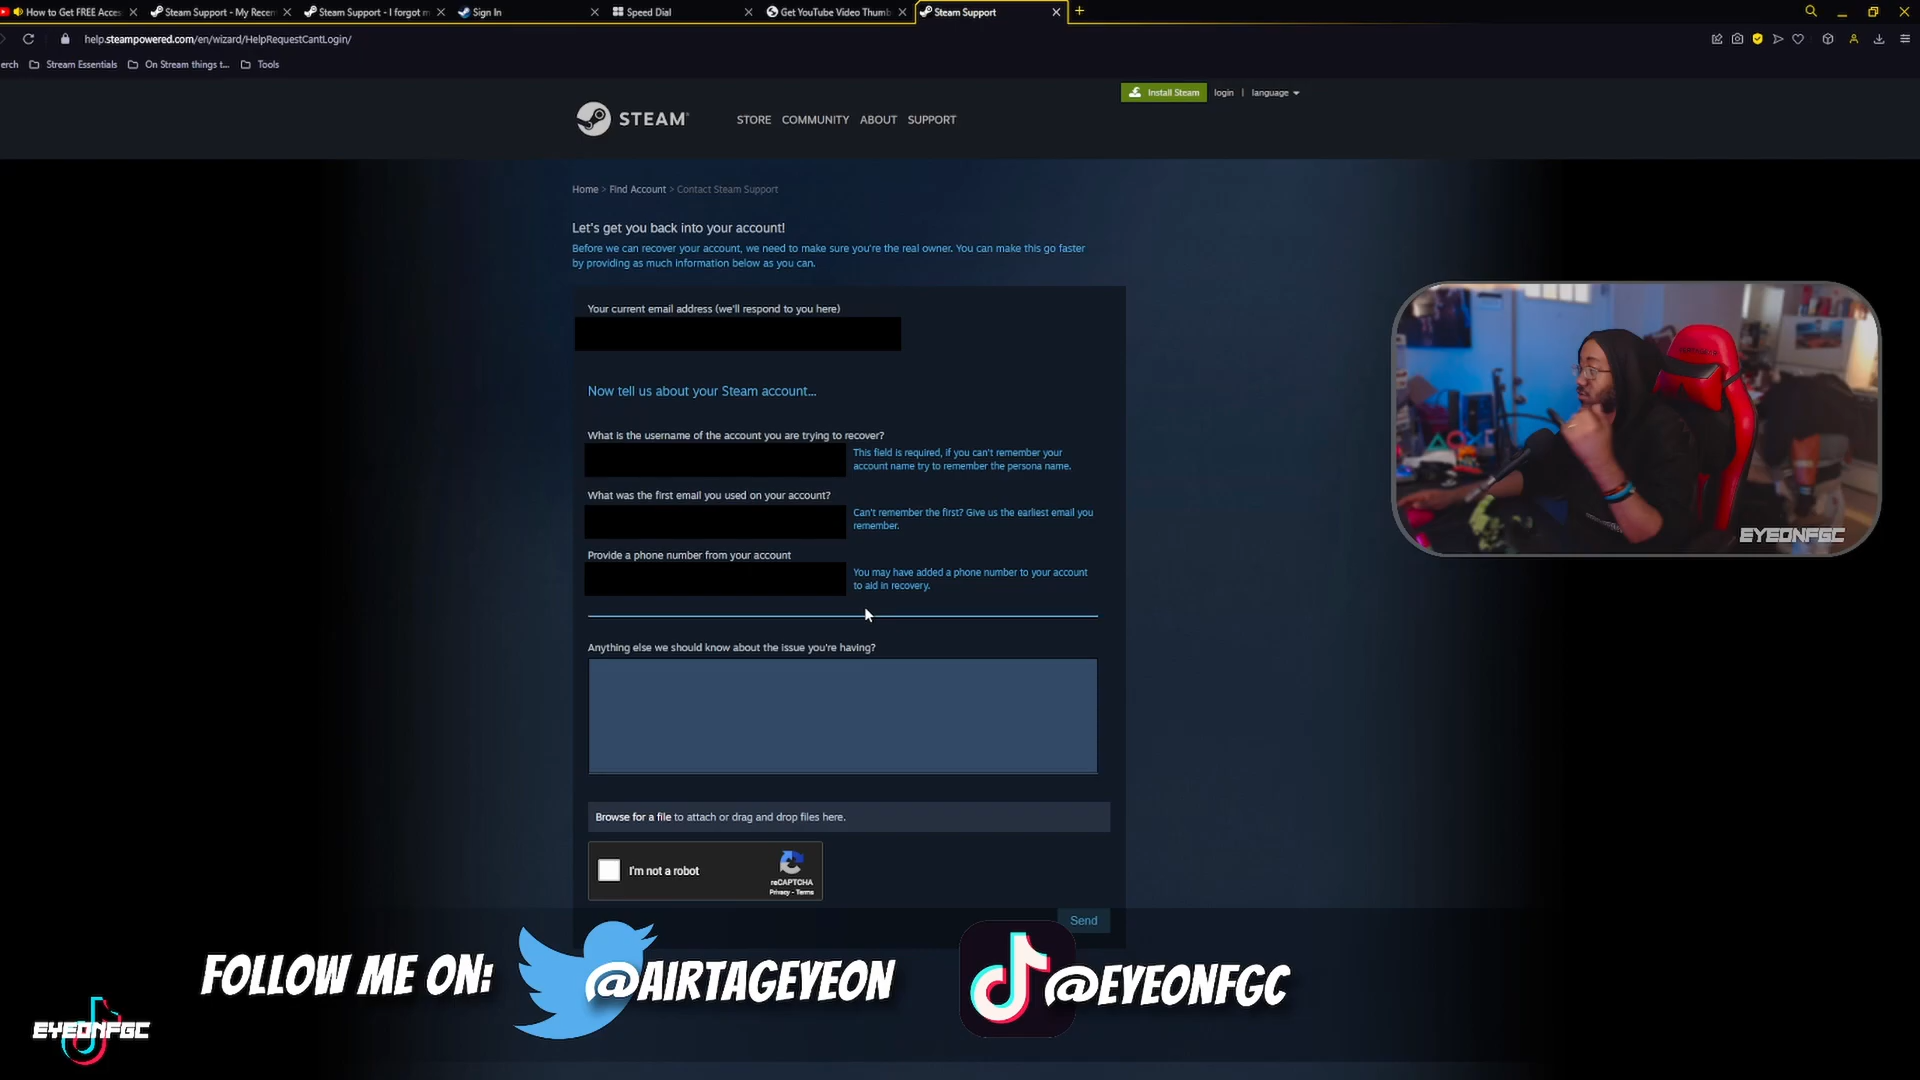 How to Get FREE Acces
Steam Support - My Recen
Steam Support - I forgot m
Sign In
Speed Dial
Get YouTube Video Thumb
Steam Support
help.steampowered.com/en/wizard/HelpRequestCantLogin/
erch
Stream Essentials
On Stream things t...
Tools
Install Steam
login | language
STEAM
STORE COMMUNITY ABOUT SUPPORT
Home > Find Account > Contact Steam Support
Let's get you back into your account!
Before we can recover your account, we need to make sure you're the real owner. You can make this go faster
by providing as much information below as you can.
Your current email address (we'll respond to you here)
Now tell us about your Steam account...
What is the username of the account you are trying to recover?
This field is required, if you can't remember your
account name try to remember the persona name.
What was the first email you used on your account?
Can't remember the first? Give us the earliest email you
remember.
Provide a phone number from your account
You may have added a phone number to your account
to aid in recovery.
Anything else we should know about the issue you're having?
Browse for a file to attach or drag and drop files here.
I'm not a robot
reCAPTCHA
Privacy - Terms
Send
EYEONFGC
FOLLOW ME ON:
@AIRTAGEYEON
@EYEONFGC
EYEONFGC